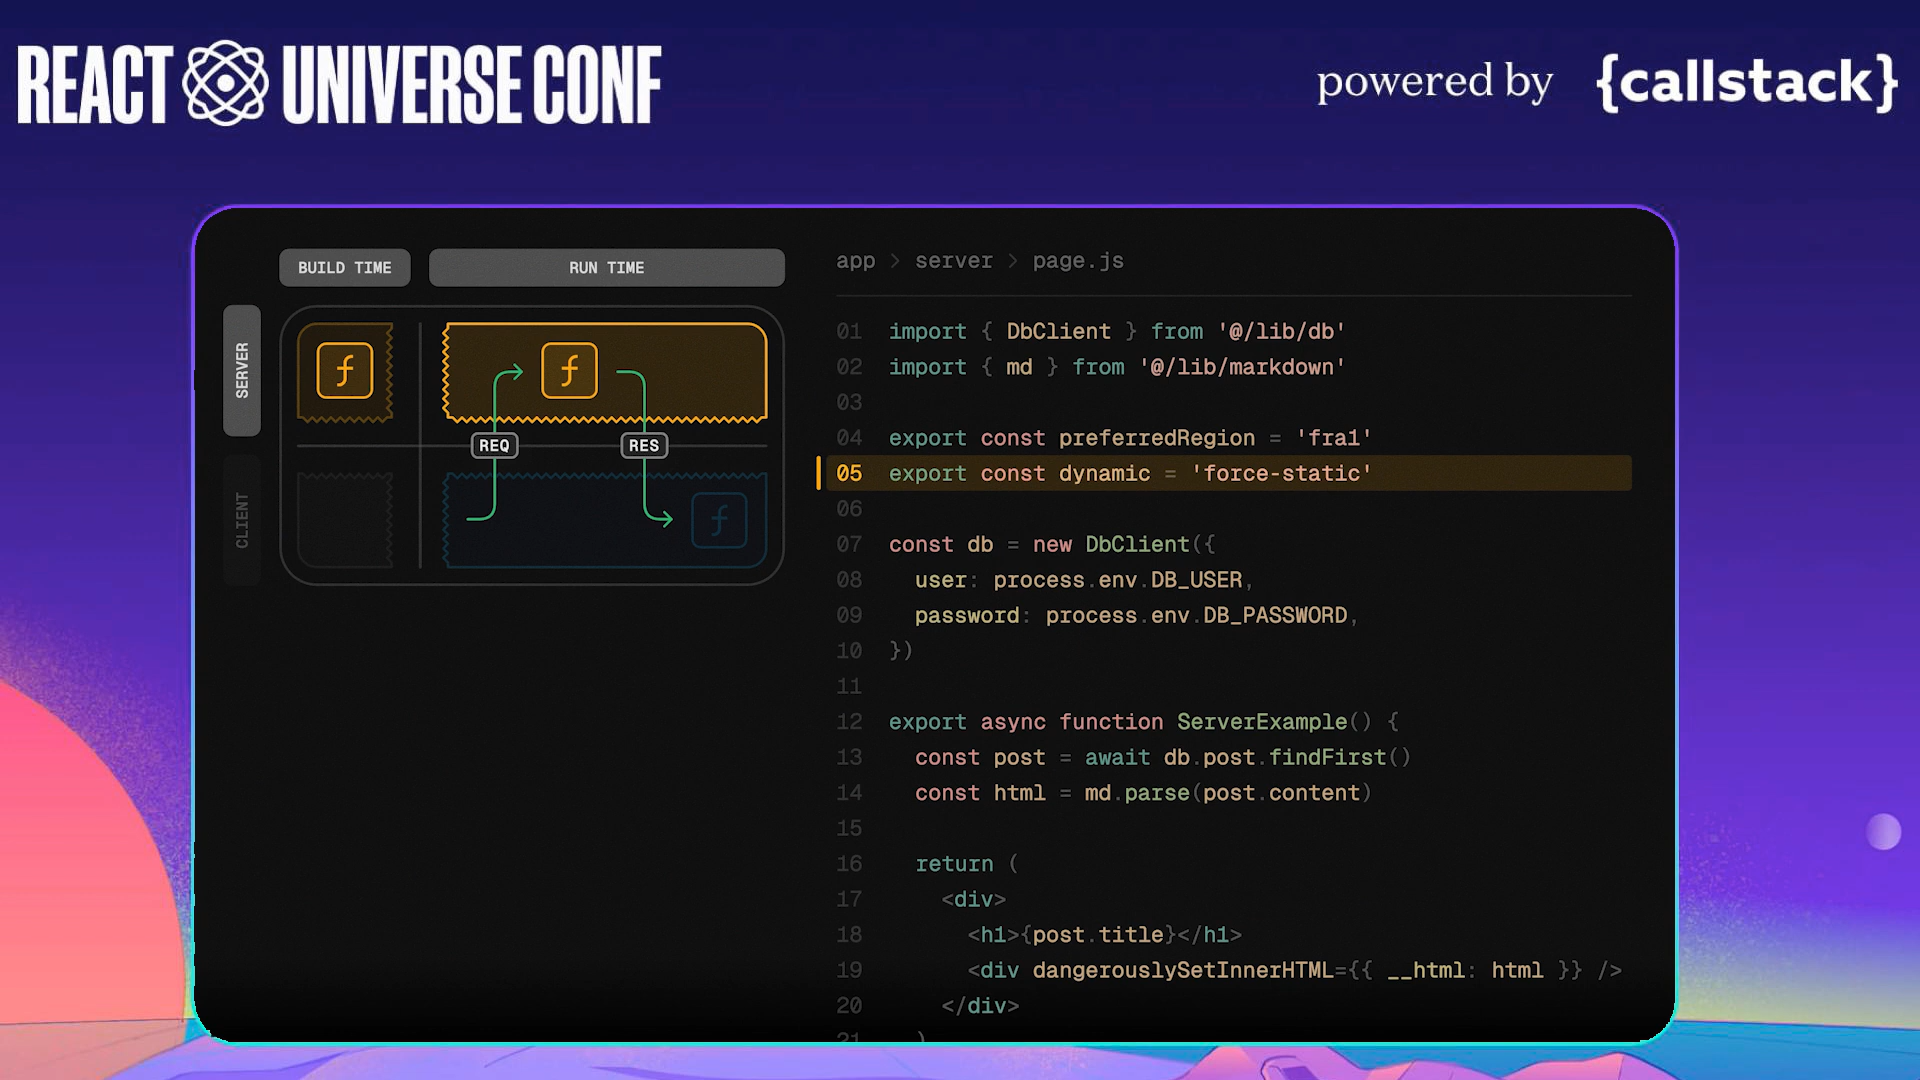 REACT UNIVERSE CONF
powered by {callstack}
BUILD TIME
RUN TIME
SERVER
CLIENT
REQ
RES
app > server > page.js
01 import { DbClient } from '@/lib/db'
02 import { md } from '@/lib/markdown'
03
04 export const preferredRegion = 'fra1'
05 export const dynamic = 'force-static'
06
07 const db = new DbClient({
08   user: process.env.DB_USER,
09   password: process.env.DB_PASSWORD,
10 })
11
12 export async function ServerExample() {
13   const post = await db.post.findFirst()
14   const html = md.parse(post.content)
15
16   return (
17     <div>
18       <h1>{post.title}</h1>
19       <div dangerouslySetInnerHTML={{ __html: html }} />
20     </div>
21   )